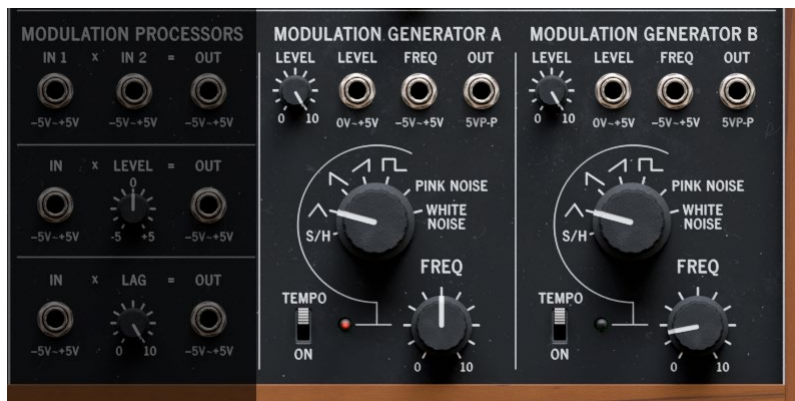 MODULATION PROCESSORS
IN 1 x IN 2 = OUT
-5V~+5V -5V~+5V -5V~+5V
IN x LEVEL = OUT
0
-5V~+5V -5 +5 -5V~+5V
IN x LAG = OUT
-5V~+5V 0 10 -5V~+5V
MODULATION GENERATOR A
LEVEL LEVEL FREQ OUT
0 10 0V~+5V -5V~+5V 5VP-P
PINK NOISE
WHITE
NOISE
S/H
FREQ
TEMPO
ON
0 10
MODULATION GENERATOR B
LEVEL LEVEL FREQ OUT
0 10 0V~+5V -5V~+5V 5VP-P
PINK NOISE
WHITE
NOISE
S/H
FREQ
TEMPO
ON
0 10